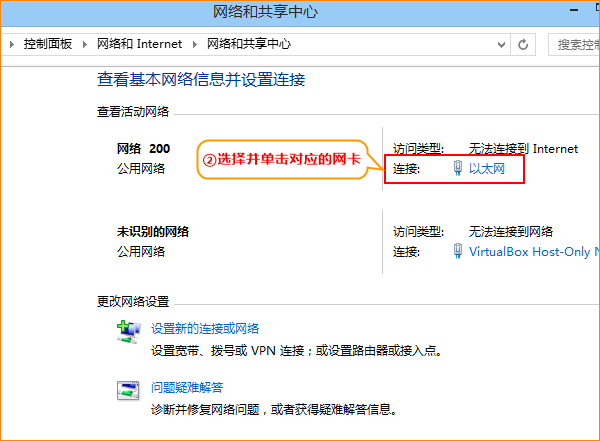 网络和共享中心
控制面板 网络和 Internet 网络和共享中心 搜索控
查看基本网络信息并设置连接
查看活动网络
网络 200 访问类型: 无法连接到 Internet
公用网络 连接: 以太网
②选择并单击对应的网卡
未识别的网络 访问类型: 无法连接到网络
公用网络 连接: VirtualBox Host-Only N
更改网络设置
设置新的连接或网络
设置宽带、拨号或 VPN 连接；或设置路由器或接入点。
问题疑难解答
诊断并修复网络问题，或者获得疑难解答信息。